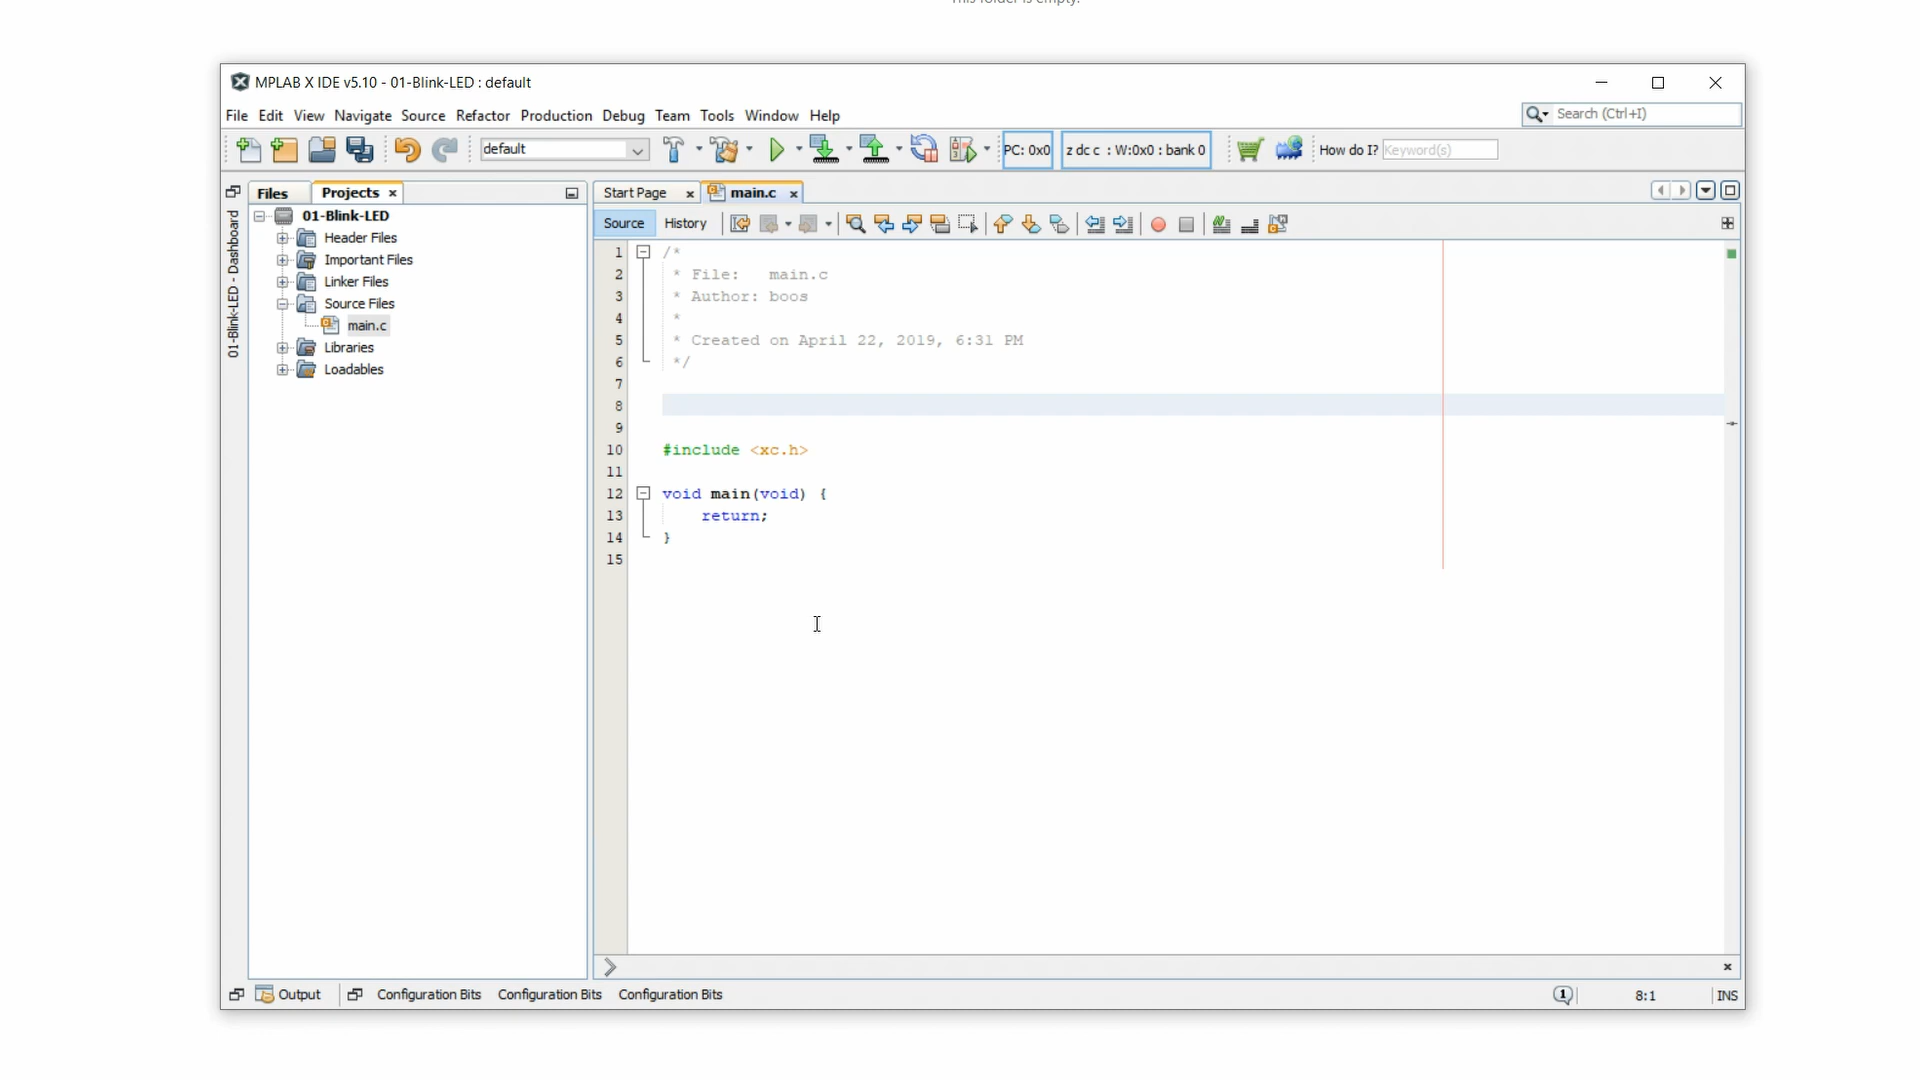 This folder is empty.
MPLAB X IDE v5.10 - 01-Blink-LED : default
File Edit View Navigate Source Refactor Production Debug Team Tools Window Help
Search (Ctrl+I)
default
PC: 0x0
z dc c : W:0x0 : bank 0
How do I? Keyword(s)
01-Blink-LED - Dashboard
Files Projects
01-Blink-LED
Header Files
Important Files
Linker Files
Source Files
main.c
Libraries
Loadables
Start Page main.c
Source History
1 /*
2 * File:   main.c
3 * Author: boos
4 *
5 * Created on April 22, 2019, 6:31 PM
6 */
7
8
9
10 #include <xc.h>
11
12 void main(void) {
13     return;
14 }
15
Output Configuration Bits Configuration Bits Configuration Bits
1 8:1 INS